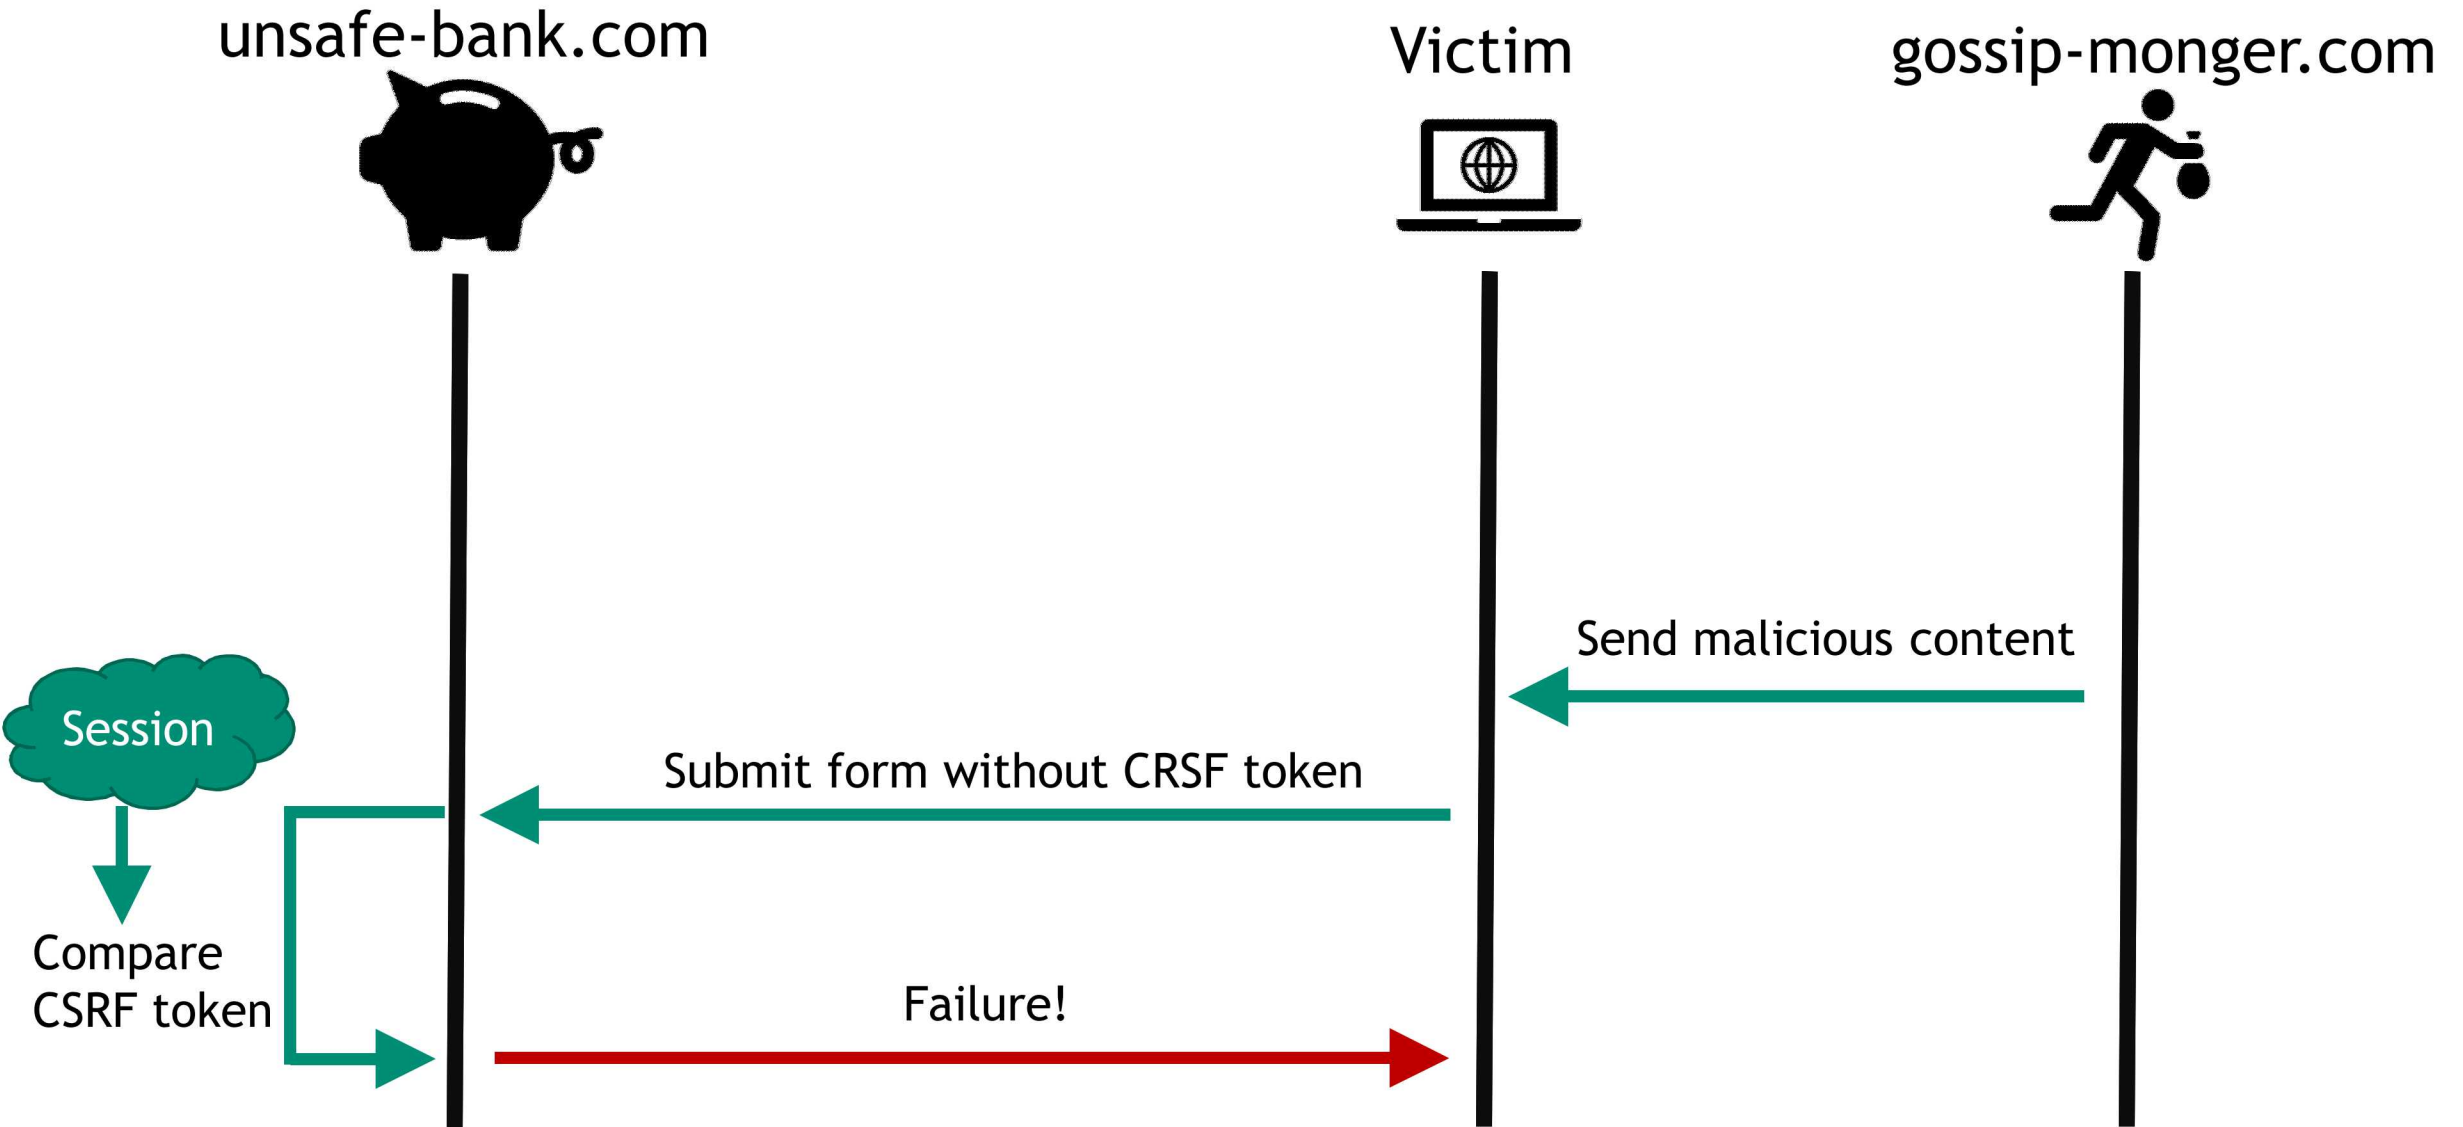 unsafe-bank.com
Victim
gossip-monger.com
Send malicious content
Session
Submit form without CRSF token
Compare
CSRF token
Failure!